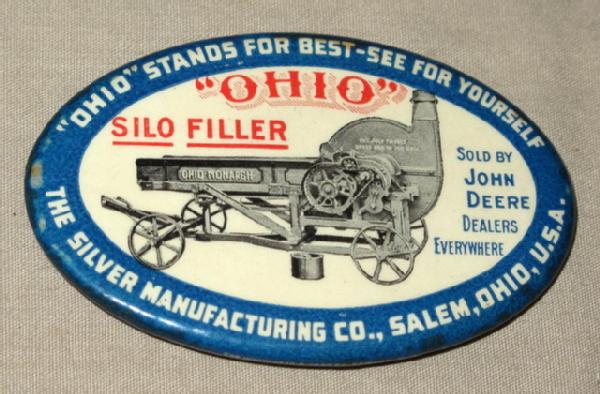 "OHIO" STANDS FOR BEST-SEE FOR YOURSELF
"OHIO"
SILO FILLER
OHIO MONARCH
SOLD BY
JOHN
DEERE
DEALERS
EVERYWHERE
THE SILVER MANUFACTURING CO., SALEM, OHIO, U.S.A.